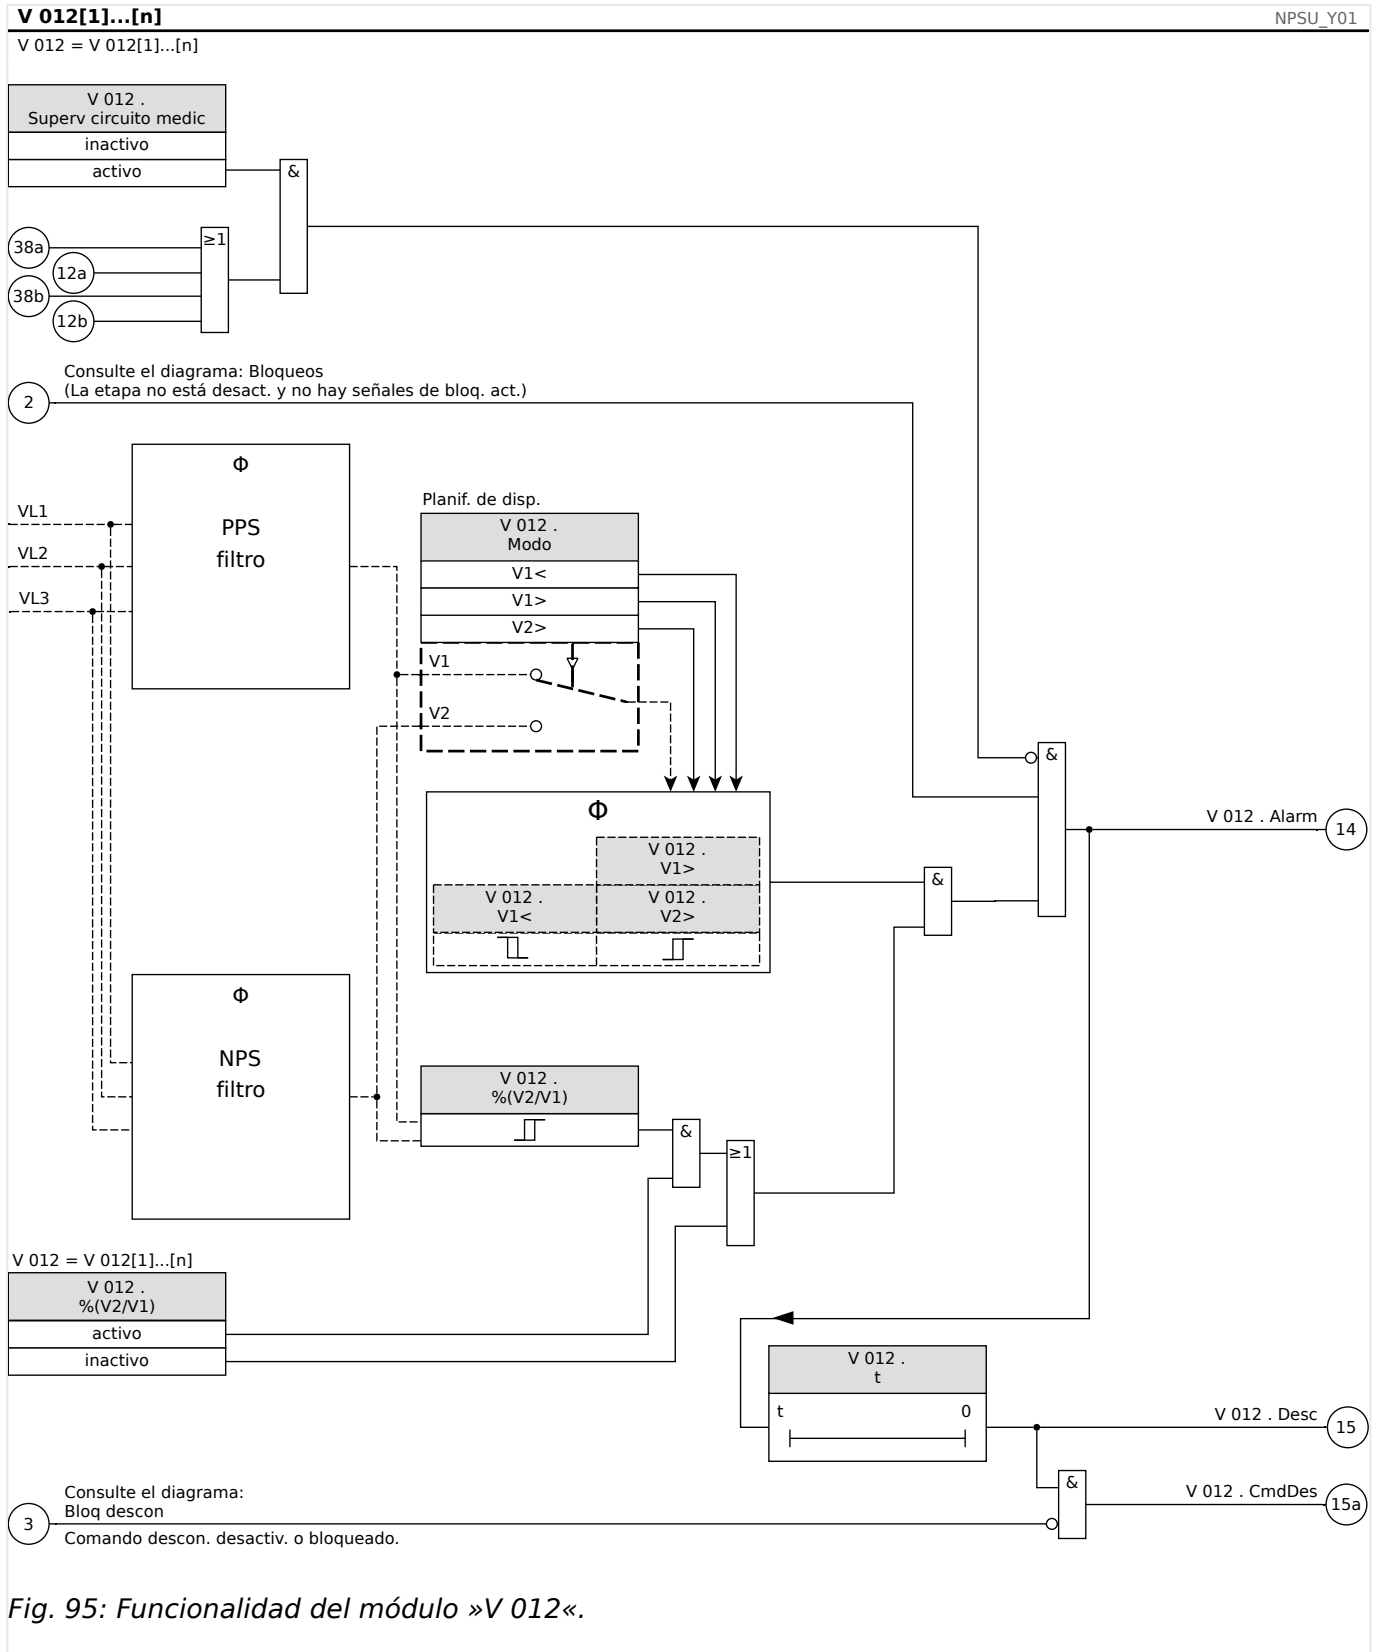 V 012[1]...[n]
NPSU_Y01
V 012 = V 012[1]...[n]
V 012 .
Superv circuito medic
inactivo
activo
&
38a
≥1
12a
38b
12b
Consulte el diagrama: Bloqueos
(La etapa no está desact. y no hay señales de bloq. act.)
2
Φ
PPS
filtro
VL1
VL2
VL3
Planif. de disp.
V 012 .
Modo
V1<
V1>
V2>
V1
V2
&
Φ
V 012 .
V1>
V 012 .
V1<
V 012 .
V2>
&
V 012 . Alarm
14
Φ
NPS
filtro
V 012 .
%(V2/V1)
&
≥1
V 012 = V 012[1]...[n]
V 012 .
%(V2/V1)
activo
inactivo
V 012 .
t
t
0
V 012 . Desc
15
&
V 012 . CmdDes
15a
Consulte el diagrama:
Bloq descon
3
Comando descon. desactiv. o bloqueado.
Fig. 95: Funcionalidad del módulo »V 012«.